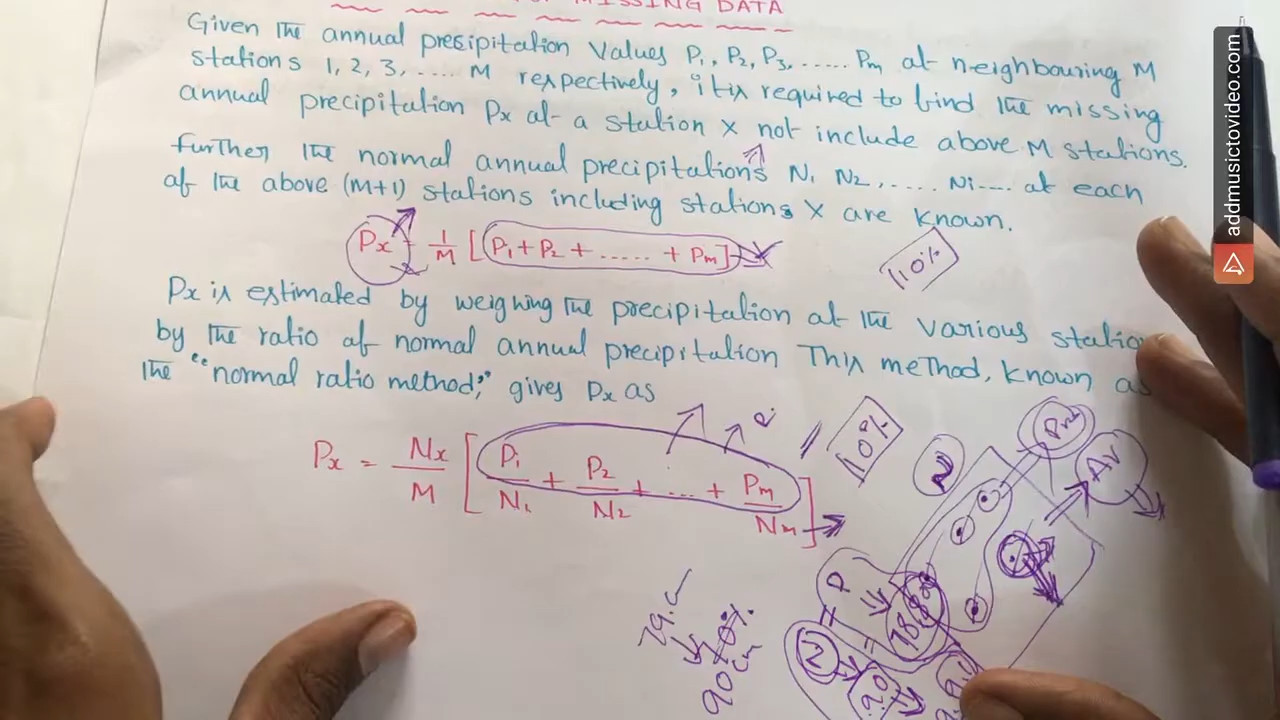 MISSING DATA
Given the annual precipitation values P1, P2, P3, ...... Pm at neighbouring M
stations 1, 2, 3, .... M respectively, it is required to find the missing
annual precipitation Px at a station X not include above M stations.
further the normal annual precipitations N1 N2 ...... Ni.... at each
of the above (M+1) stations including stations X are known.
Px = 1/M [P1 + P2 + ...... + Pm]
10%
Px is estimated by weighing the precipitation at the various statio
by the ratio of normal annual precipitation This method, known as
the "normal ratio method;" gives Px as
Px = Nx/M [P1/N1 + P2/N2 + ... + Pm/Nm]
10%
2
AV
P
2
90cm
addmusictovideo.com